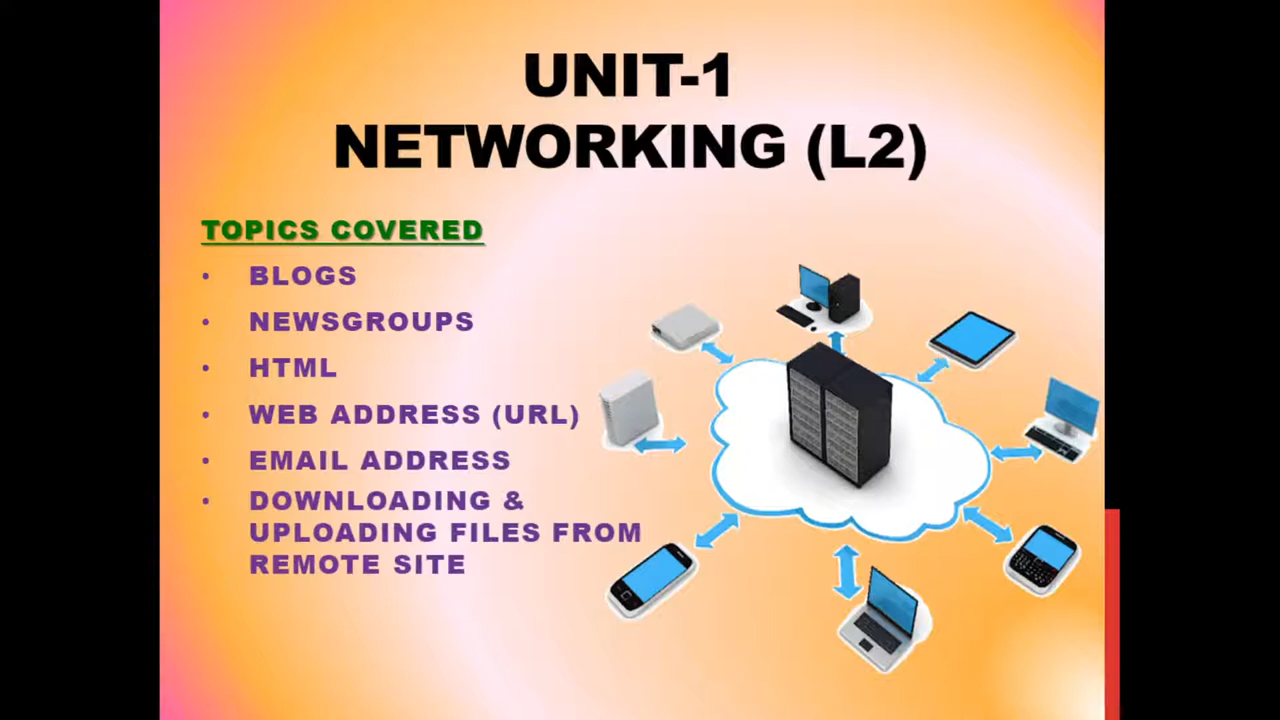 UNIT-1
NETWORKING (L2)
TOPICS COVERED
• BLOGS
• NEWSGROUPS
• HTML
• WEB ADDRESS (URL)
• EMAIL ADDRESS
• DOWNLOADING &
UPLOADING FILES FROM
REMOTE SITE